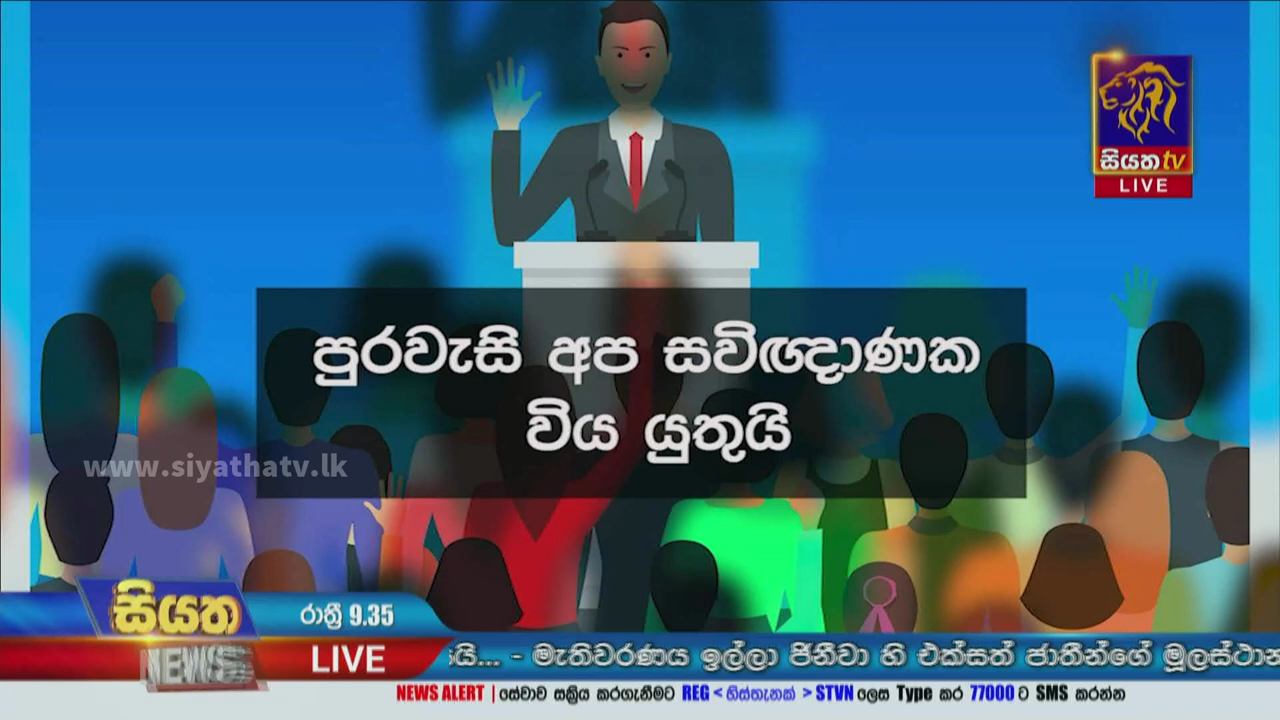 සියත tv
LIVE
පුරවැසි අප සවිඥාණක
විය යුතුයි
www.siyathatv.lk
සියත
NEWS
රාත්‍රී 9.35
LIVE
... - මැතිවරණය ඉල්ලා ජිනීවා හි එක්සත් ජාතීන්ගේ මූලස්ථාන
NEWS ALERT | සේවාව සක්‍රිය කරගැනීමට REG < හිස්තැනක් > STVN ලෙස Type කර 77000 ට SMS කරන්න